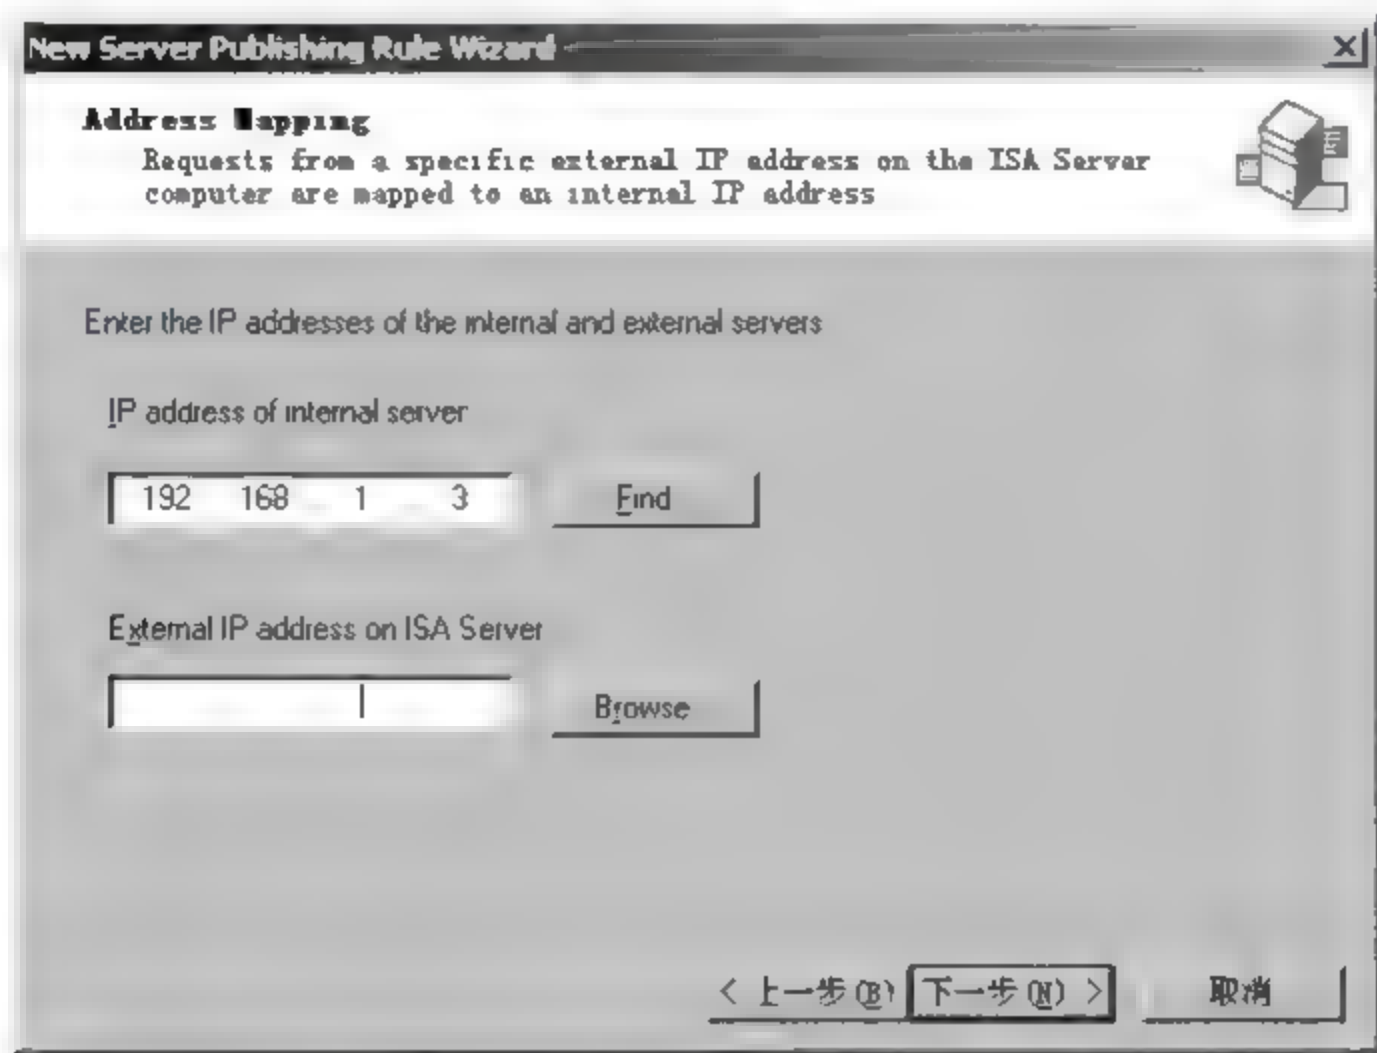 New Server Publishing Rule Wizard
Address Mapping
Requests from a specific external IP address on the ISA Server
computer are mapped to an internal IP address
Enter the IP addresses of the internal and external servers
IP address of internal server
192 168 1 3
Find
External IP address on ISA Server
Browse
< 上一步(B) 下一步(N) > 取消